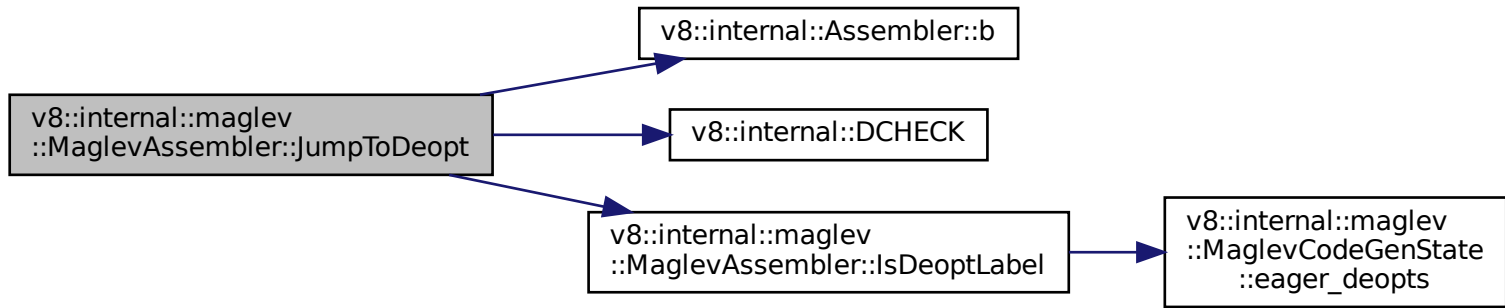 v8::internal::Assembler::b
v8::internal::maglev
::MaglevAssembler::JumpToDeopt
v8::internal::DCHECK
v8::internal::maglev
::MaglevAssembler::IsDeoptLabel
v8::internal::maglev
::MaglevCodeGenState
::eager_deopts